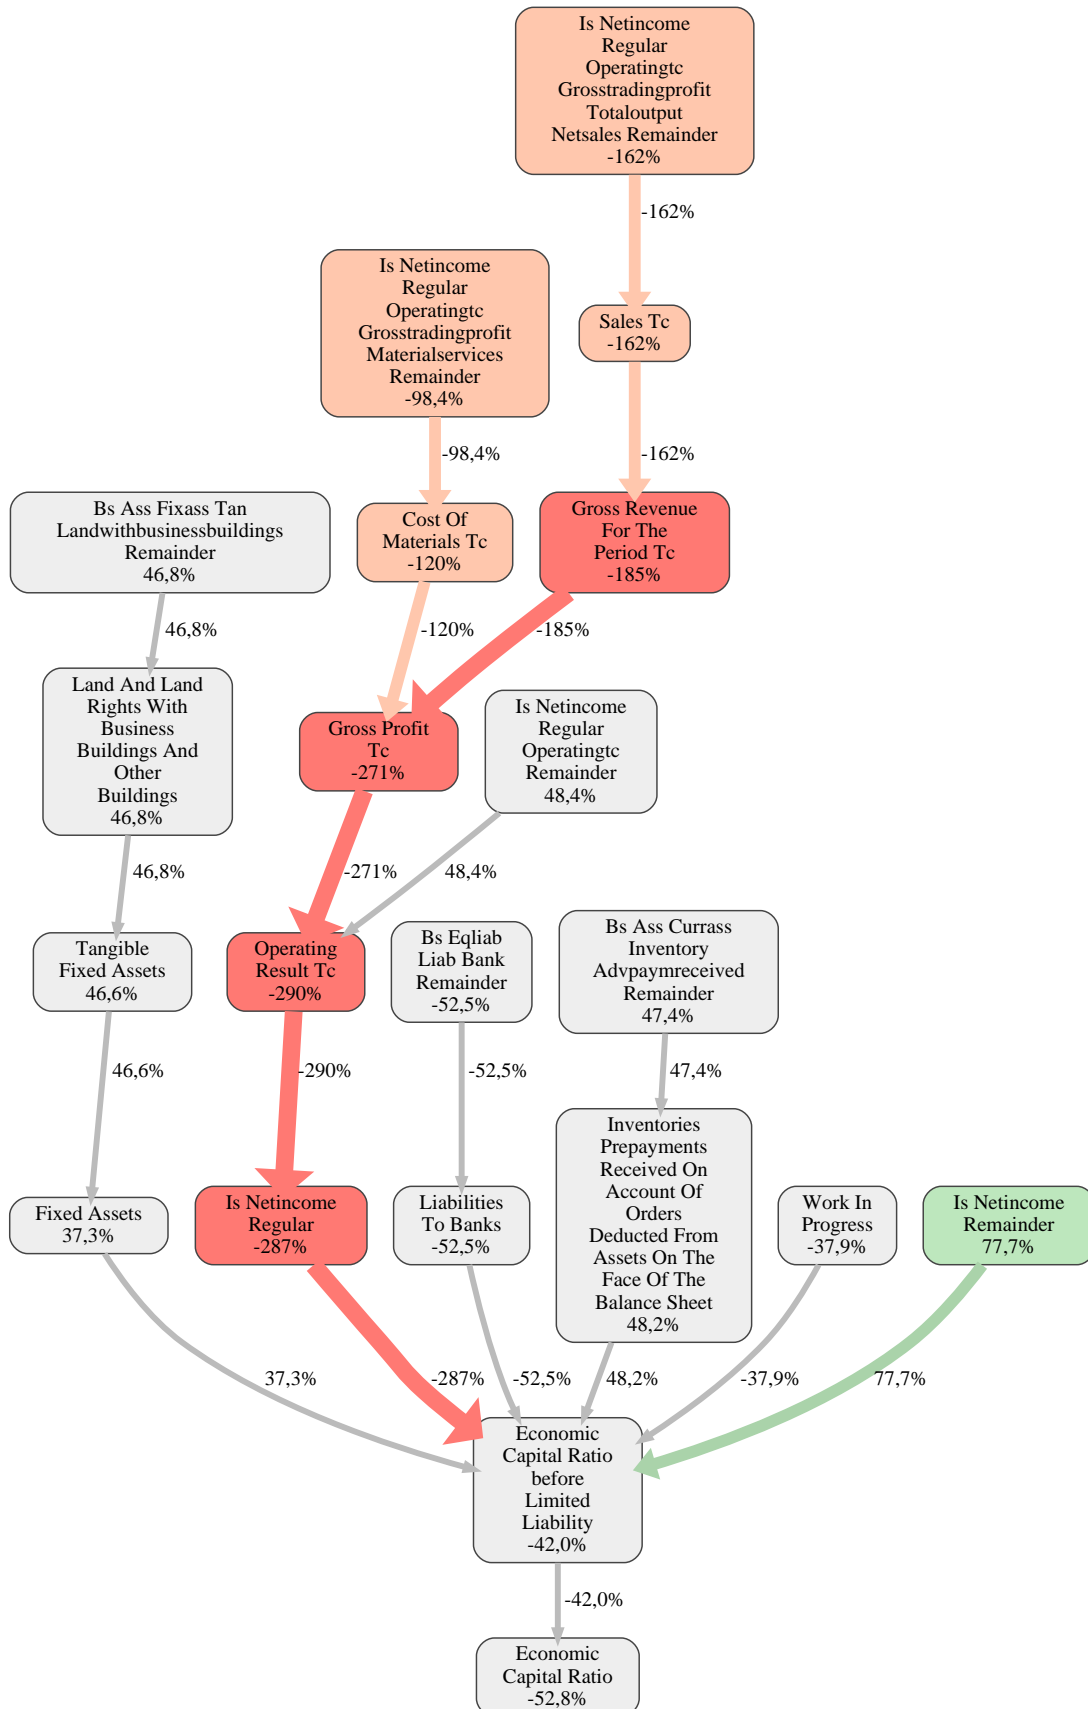 Is Netincome
Regular
Operatingtc
Grosstradingprofit
Totaloutput
Netsales Remainder
-162%
-162%
Is Netincome
Regular
Operatingtc
Grosstradingprofit
Materialservices
Remainder
-98,4%
Sales Tc
-162%
-98,4%
-162%
Bs Ass Fixass Tan
Landwithbusinessbuildings
Remainder
46,8%
Cost Of
Materials Tc
-120%
Gross Revenue
For The
Period Tc
-185%
46,8%
-120%
-185%
Land And Land
Rights With
Business
Buildings And
Other
Buildings
46,8%
Gross Profit
Tc
-271%
Is Netincome
Regular
Operatingtc
Remainder
48,4%
46,8%
-271%
48,4%
Tangible
Fixed Assets
46,6%
Operating
Result Tc
-290%
Bs Eqliab
Liab Bank
Remainder
-52,5%
Bs Ass Currass
Inventory
Advpaymreceived
Remainder
47,4%
46,6%
-290%
-52,5%
47,4%
Fixed Assets
37,3%
Is Netincome
Regular
-287%
Liabilities
To Banks
-52,5%
Inventories
Prepayments
Received On
Account Of
Orders
Deducted From
Assets On The
Face Of The
Balance Sheet
48,2%
Work In
Progress
-37,9%
Is Netincome
Remainder
77,7%
37,3%
-287%
-52,5%
48,2%
-37,9%
77,7%
Economic
Capital Ratio
before
Limited
Liability
-42,0%
-42,0%
Economic
Capital Ratio
-52,8%